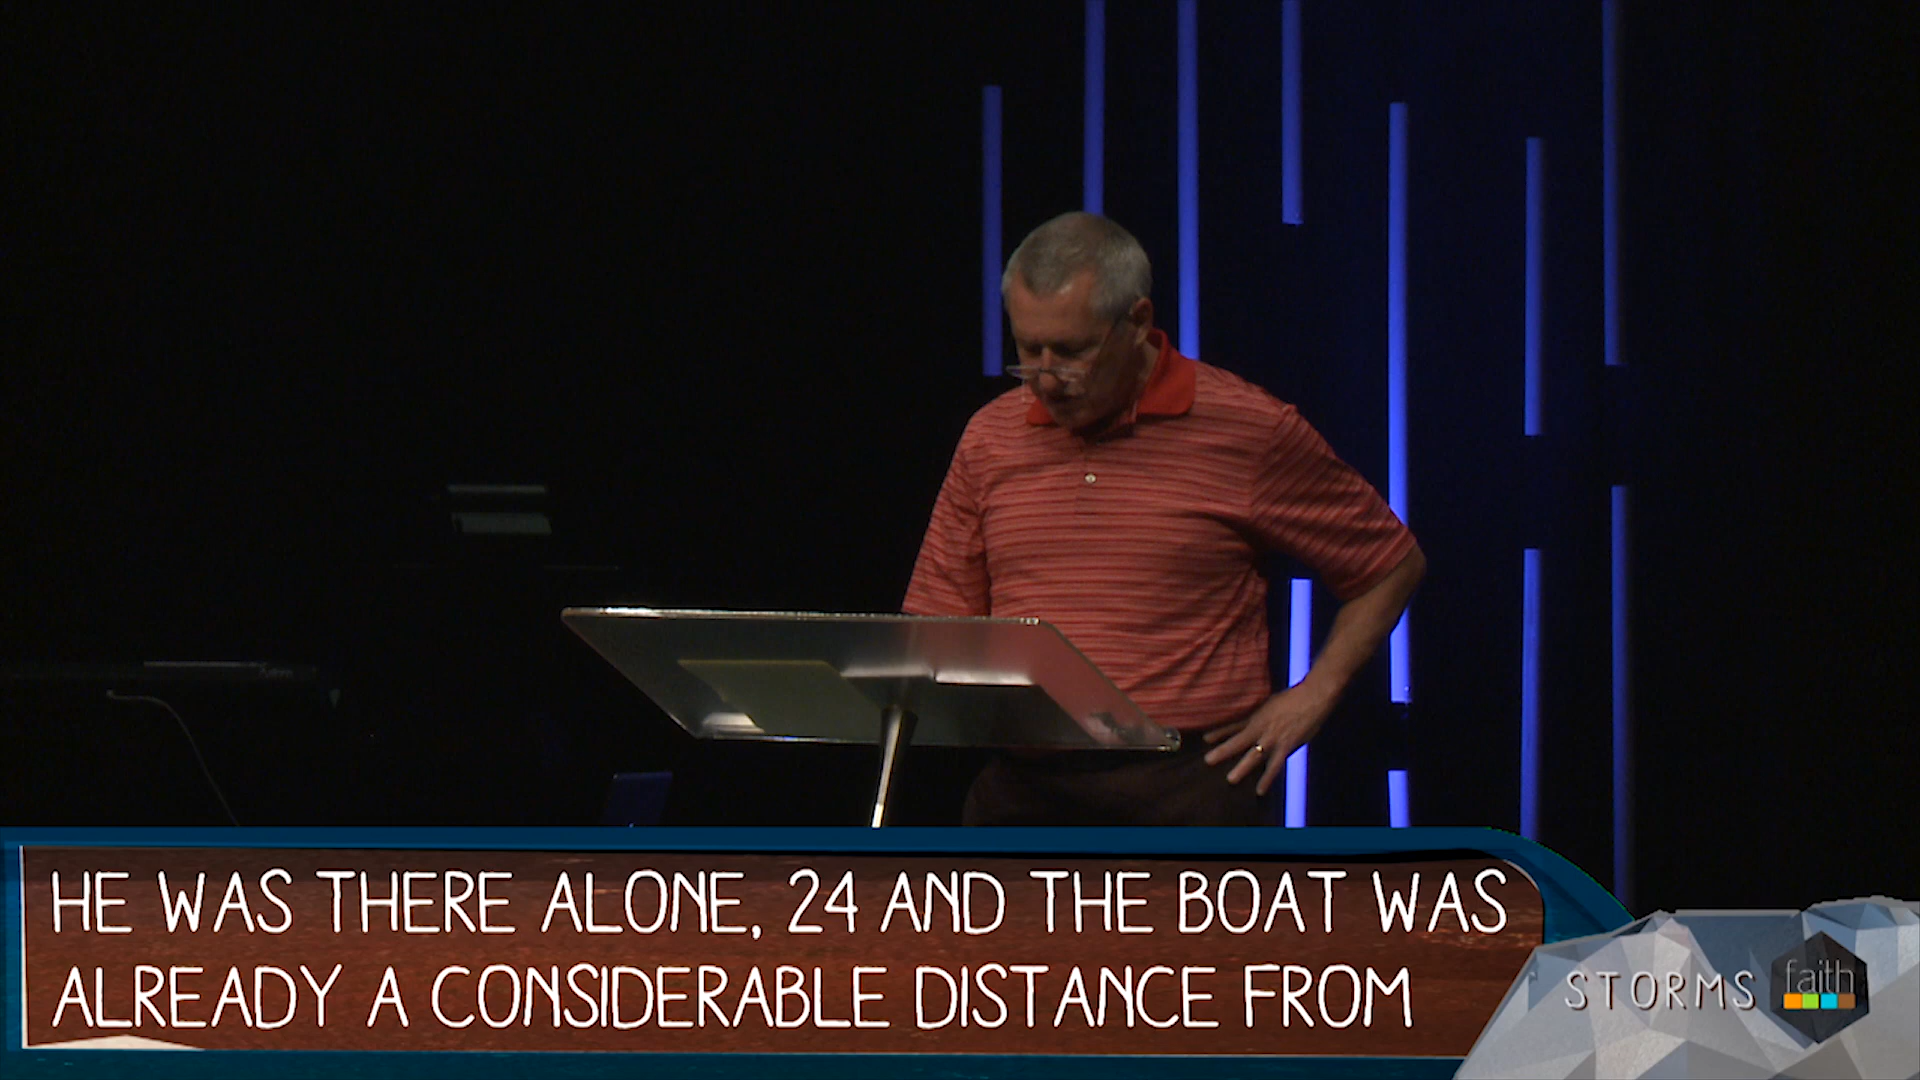 HE WAS THERE ALONE, 24 AND THE BOAT WAS
ALREADY A CONSIDERABLE DISTANCE FROM
STORMS
faith